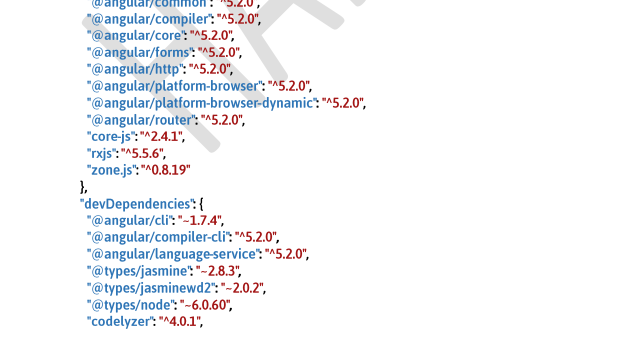 "@angular/common": "^5.2.0",
"@angular/compiler": "^5.2.0",
"@angular/core": "^5.2.0",
"@angular/forms": "^5.2.0",
"@angular/http": "^5.2.0",
"@angular/platform-browser": "^5.2.0",
"@angular/platform-browser-dynamic": "^5.2.0",
"@angular/router": "^5.2.0",
"core-js": "^2.4.1",
"rxjs": "^5.5.6",
"zone.js": "^0.8.19"
},
"devDependencies": {
"@angular/cli": "~1.7.4",
"@angular/compiler-cli": "^5.2.0",
"@angular/language-service": "^5.2.0",
"@types/jasmine": "~2.8.3",
"@types/jasminewd2": "~2.0.2",
"@types/node": "~6.0.60",
"codelyzer": "^4.0.1",